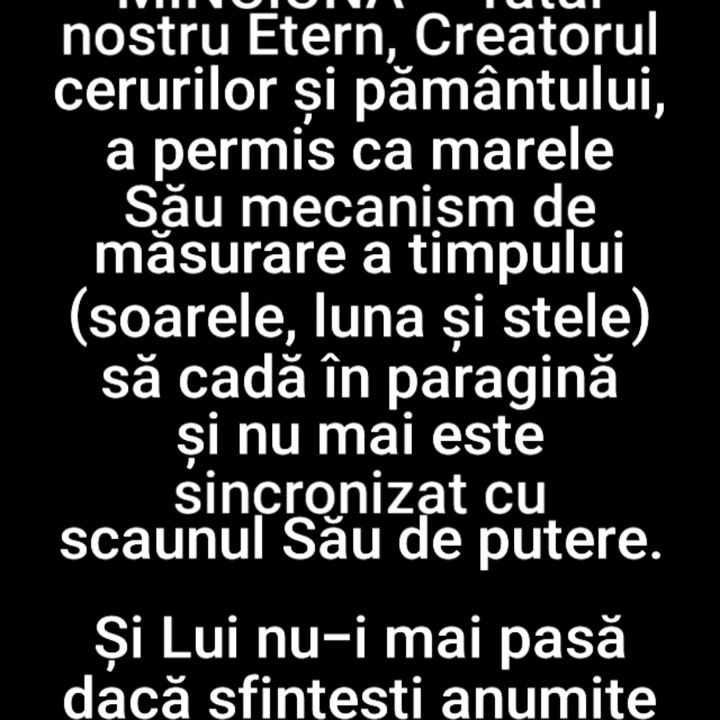 nostru Etern, Creatorul
cerurilor și pământului,
a permis ca marele
Său mecanism de
măsurare a timpului
(soarele, luna și stele)
să cadă în paragină
și nu mai este
sincronizat cu
scaunul Său de putere.
Și Lui nu-i mai pasă
dacă sfintești anumite